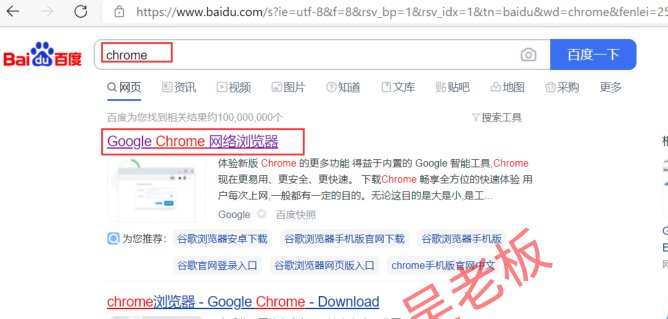 https://www.baidu.com/s?ie=utf-8&f=8&rsv_bp=1&rsv_idx=1&tn=baidu&wd=chrome&fenlei=25
Bai百度 chrome 百度一下
网页 资讯 视频 图片 知道 文库 贴吧 地图 采购 更多
百度为您找到相关结果约100,000,000个 搜索工具
Google Chrome 网络浏览器
体验新版 Chrome 的更多功能 得益于内置的 Google 智能工具,Chrome
现在更易用、更安全、更快速。 下载Chrome 畅享全方位的快速体验 用
户每次上网,一般都有一定的目的。无论这目的是大是小,是工...
Google 百度快照
为您推荐: 谷歌浏览器安卓下载 谷歌浏览器手机版官网下载 谷歌浏览器手机版
谷歌官网登录入口 谷歌浏览器网页版入口 chrome手机版官网中文
chrome浏览器 - Google Chrome - Download
吴老板
相
G
E